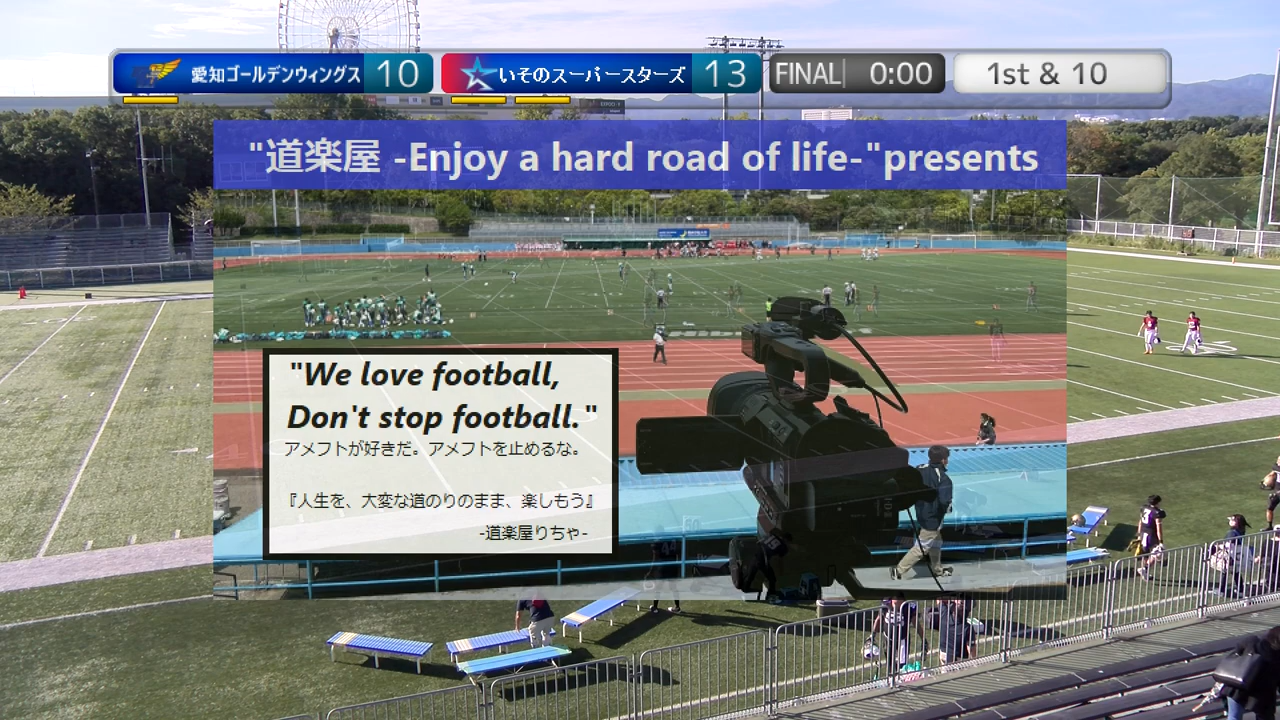 愛知ゴールデンウィングス 10 いそのスーパースターズ 13 FINAL 0:00 1st & 10
"道楽屋 -Enjoy a hard road of life-"presents
"We love football,
Don't stop football."
アメフトが好きだ。アメフトを止めるな。
『人生を、大変な道のりのまま、楽しもう』
-道楽屋りちゃ-